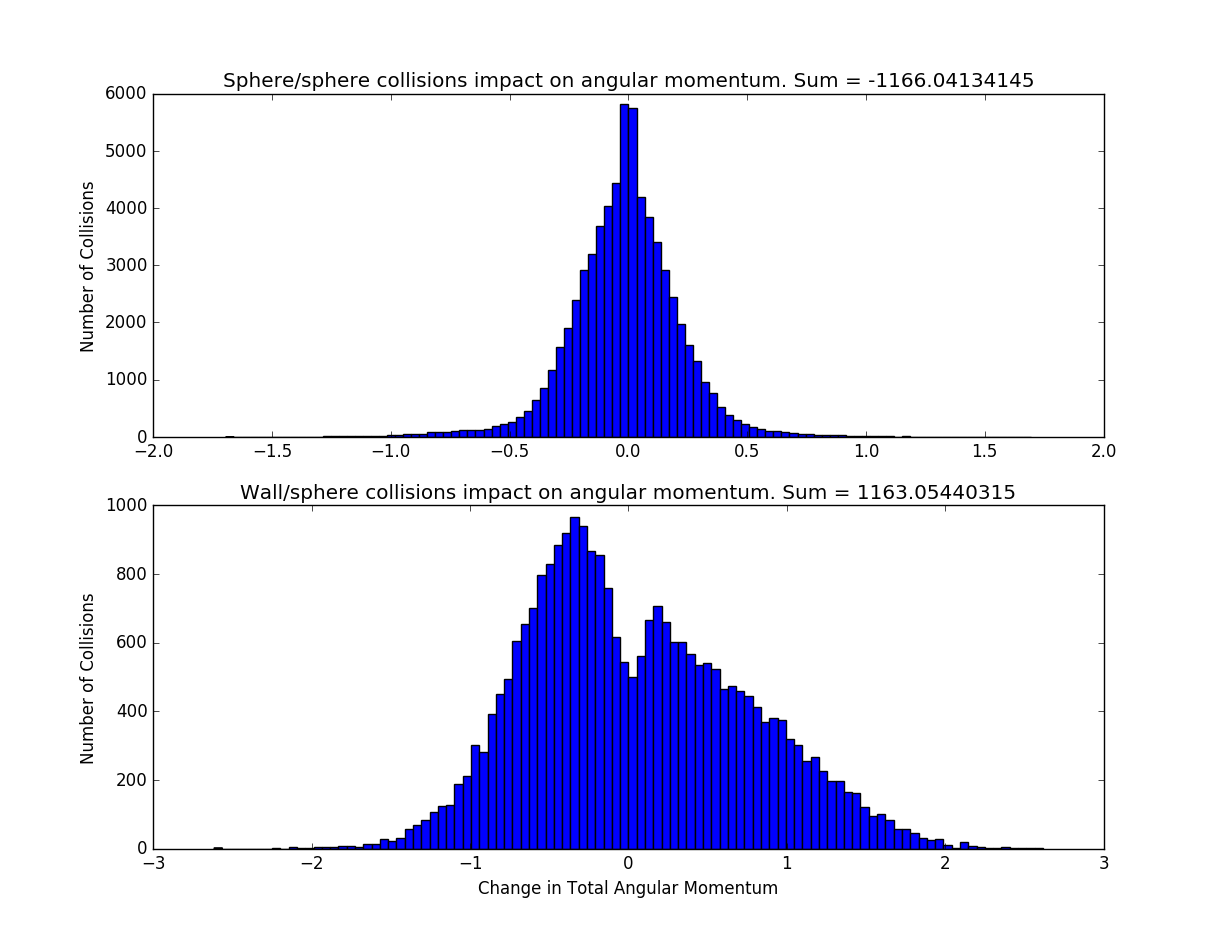 Sphere/sphere collisions impact on angular momentum. Sum = -1166.04134145
6000
5000
4000
3000
2000
1000
0
Number of Collisions
−2.0 −1.5 −1.0 −0.5 0.0 0.5 1.0 1.5 2.0
Wall/sphere collisions impact on angular momentum. Sum = 1163.05440315
1000
800
600
400
200
0
Number of Collisions
−3 −2 −1 0 1 2 3
Change in Total Angular Momentum